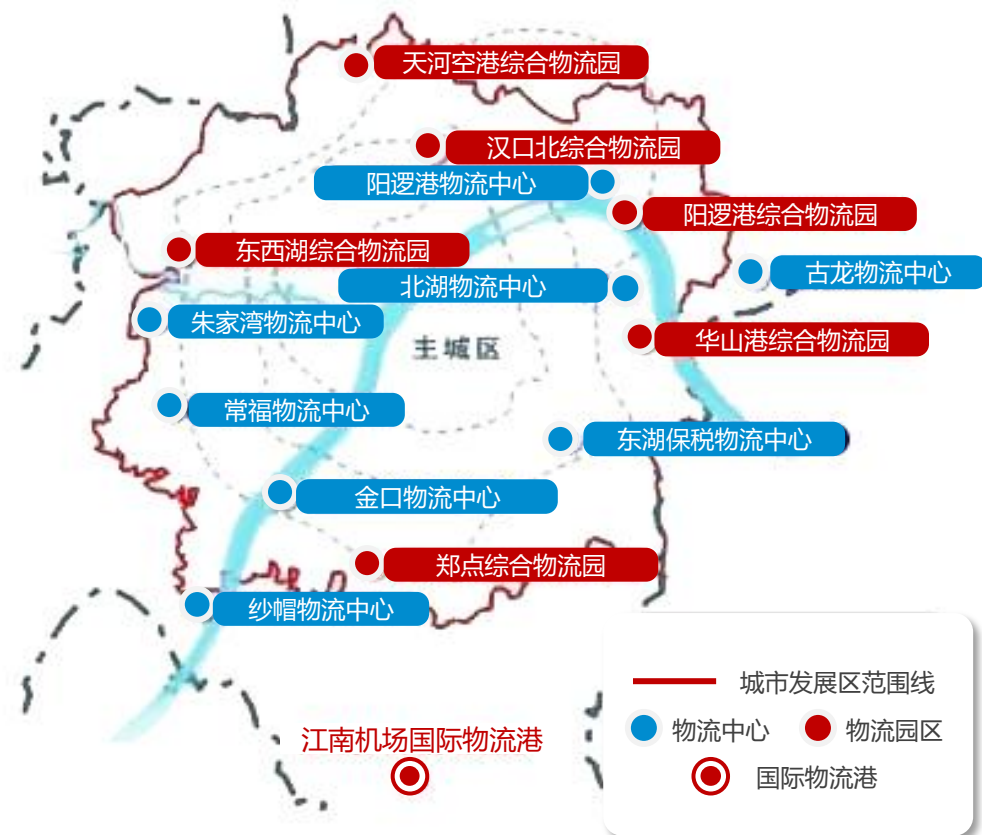 天河空港综合物流园
汉口北综合物流园
阳逻港物流中心
阳逻港综合物流园
东西湖综合物流园
古龙物流中心
北湖物流中心
朱家湾物流中心
华山港综合物流园
主城区
常福物流中心
东湖保税物流中心
金口物流中心
郑点综合物流园
纱帽物流中心
城市发展区范围线
物流中心
物流园区
江南机场国际物流港
国际物流港